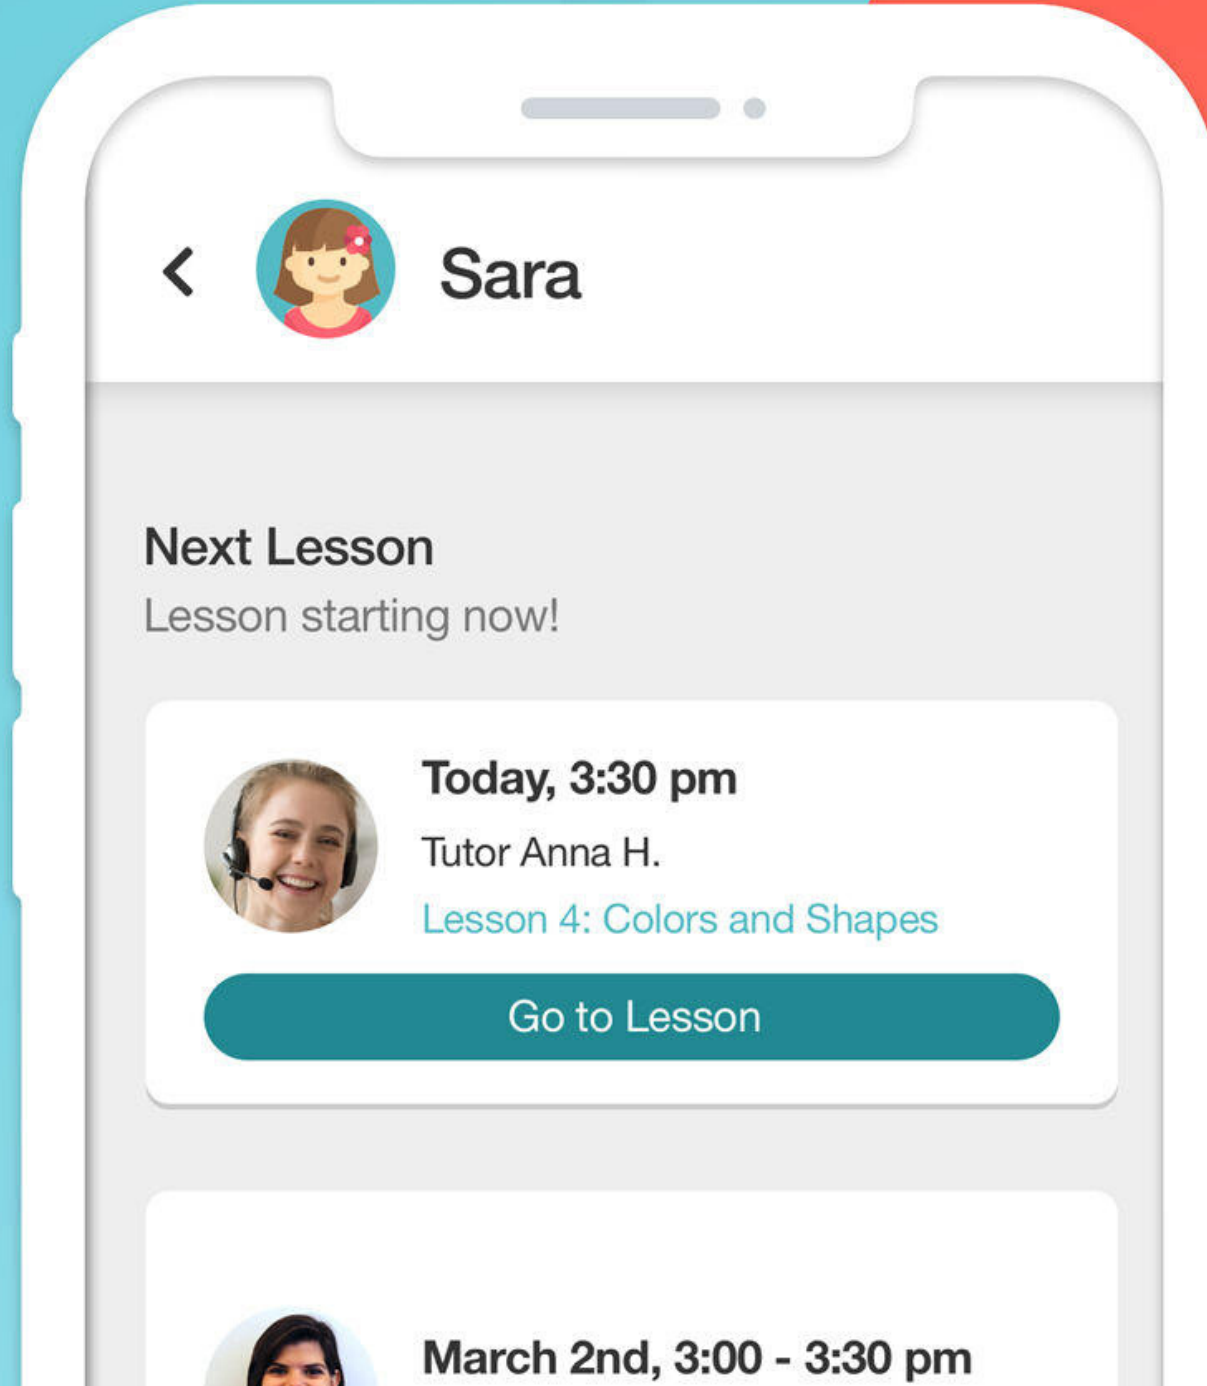 Sara
Next Lesson
Lesson starting now!
Today, 3:30 pm
Tutor Anna H.
Lesson 4: Colors and Shapes
Go to Lesson
March 2nd, 3:00 - 3:30 pm